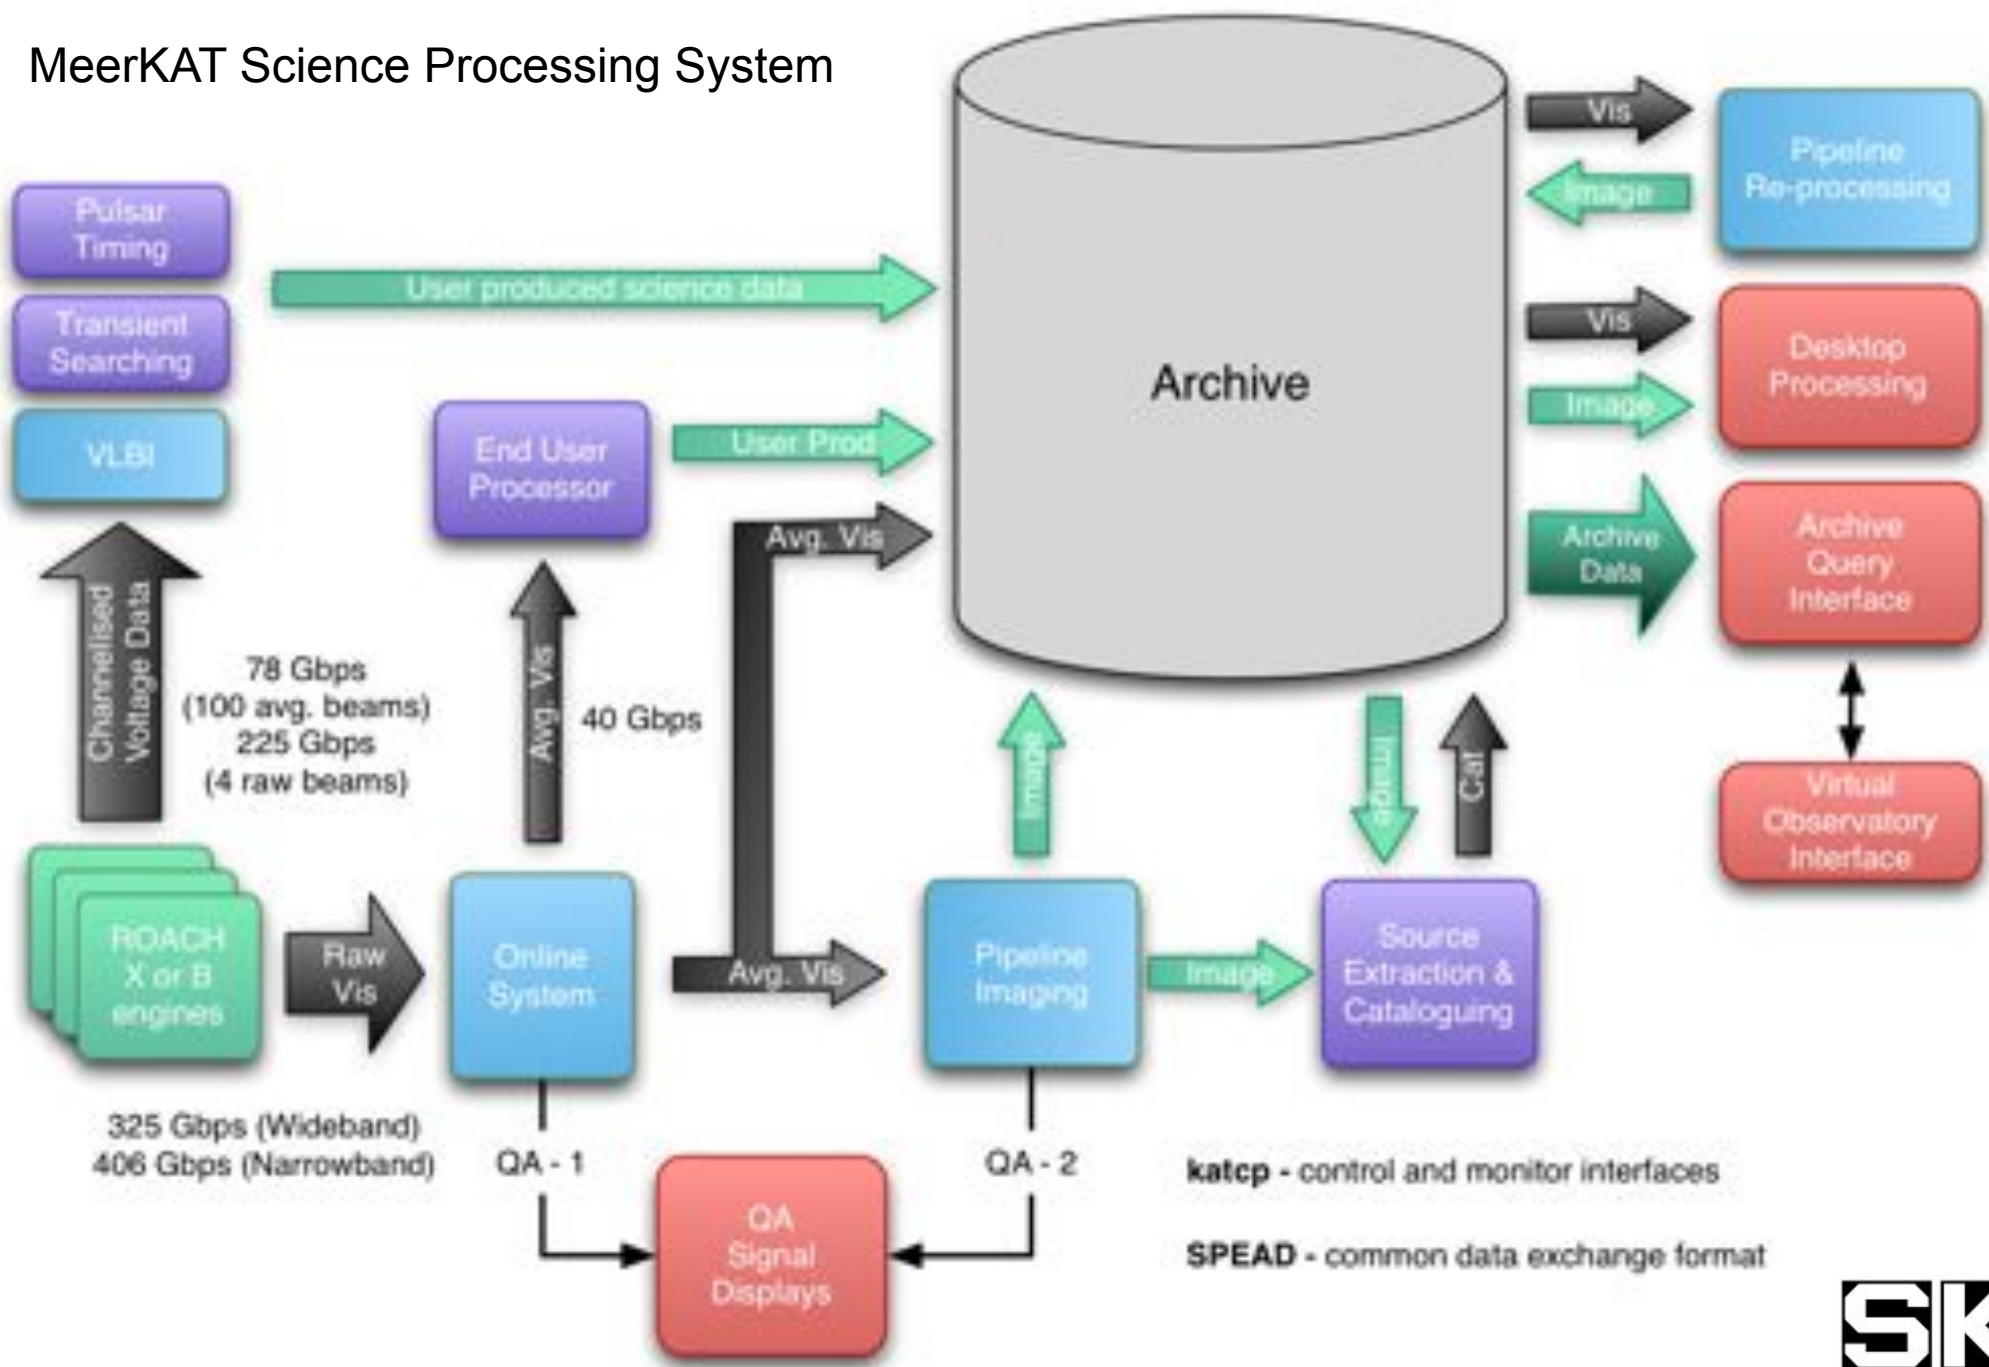 MeerKAT Science Processing System
Pulsar
Timing
Transient
Searching
VLBI
User produced science data
Archive
Vis
Image
Pipeline
Re-processing
Vis
Image
Desktop
Processing
Archive
Data
Archive
Query
Interface
Virtual
Observatory
Interface
End User
Processor
User Prod
Avg. Vis
Channelised
Voltage Data
78 Gbps
(100 avg. beams)
225 Gbps
(4 raw beams)
Avg. Vis
40 Gbps
Image
Image
Cat
ROACH
X or B
engines
Raw
Vis
Online
System
Avg. Vis
Pipeline
Imaging
Image
Source
Extraction &
Cataloguing
325 Gbps (Wideband)
406 Gbps (Narrowband)
QA - 1
QA - 2
QA
Signal
Displays
katcp - control and monitor interfaces
SPEAD - common data exchange format
SK